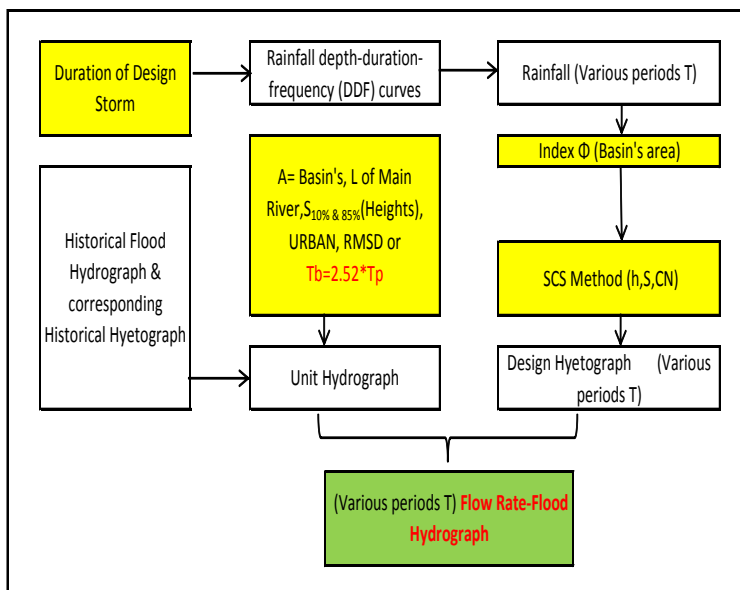 Duration of Design
Storm
Rainfall depth-duration-
frequency (DDF) curves
Rainfall (Various periods T)
Index Φ (Basin's area)
A= Basin's, L of Main
River,S10% & 85%(Heights),
URBAN, RMSD or
Tb=2.52*Tp
Historical Flood
Hydrograph &
corresponding
Historical Hyetograph
SCS Method (h,S,CN)
Unit Hydrograph
Design Hyetograph (Various
periods T)
(Various periods T) Flow Rate-Flood
Hydrograph